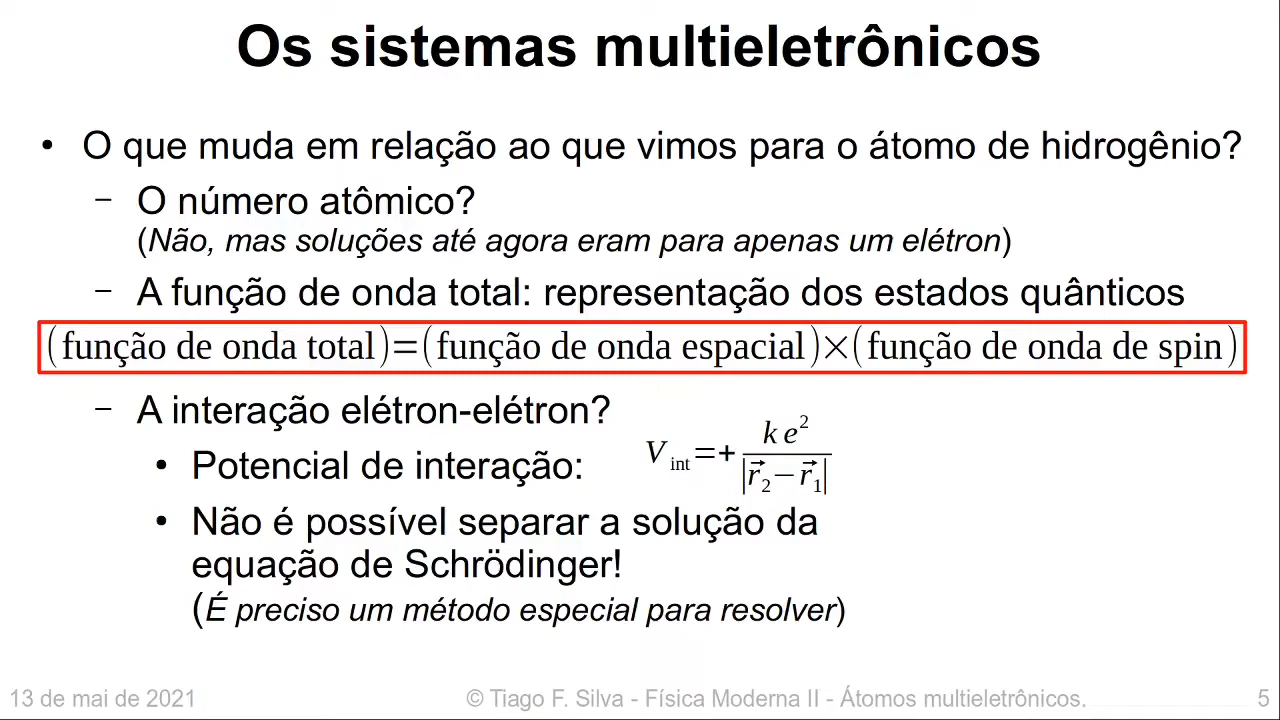 Os sistemas multieletrônicos
• O que muda em relação ao que vimos para o átomo de hidrogênio?
– O número atômico?
(Não, mas soluções até agora eram para apenas um elétron)
– A função de onda total: representação dos estados quânticos
(função de onda total)=(função de onda espacial)×(função de onda de spin)
– A interação elétron-elétron?
• Potencial de interação: V_int=+ k e²/|r⃗₂−r⃗₁|
• Não é possível separar a solução da
equação de Schrödinger!
(É preciso um método especial para resolver)
13 de mai de 2021 © Tiago F. Silva - Física Moderna II - Átomos multieletrônicos. 5